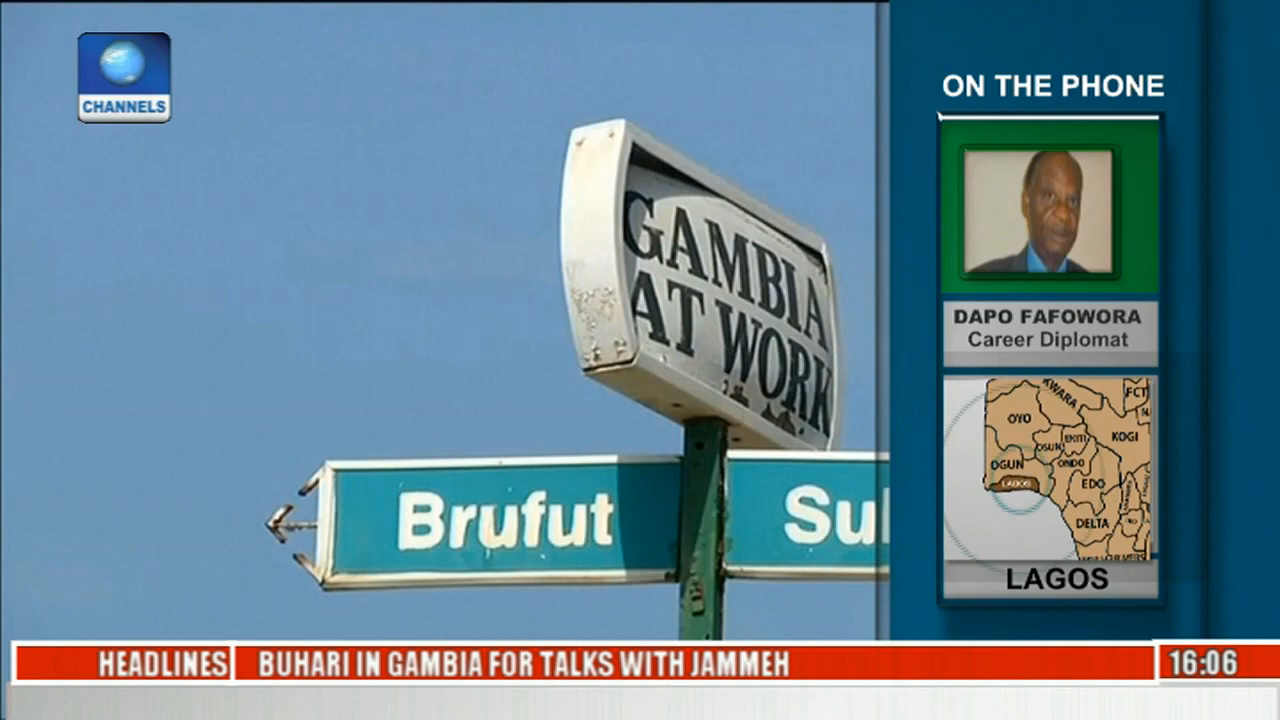 CHANNELS
GAMBIA
AT WORK
Brufut
ON THE PHONE
DAPO FAFOWORA
Career Diplomat
KWARA
FCT
OYO
OSUN
EKITI
KOGI
OGUN
ONDO
LAGOS
EDO
DELTA
LAGOS
HEADLINES
BUHARI IN GAMBIA FOR TALKS WITH JAMMEH
16:06